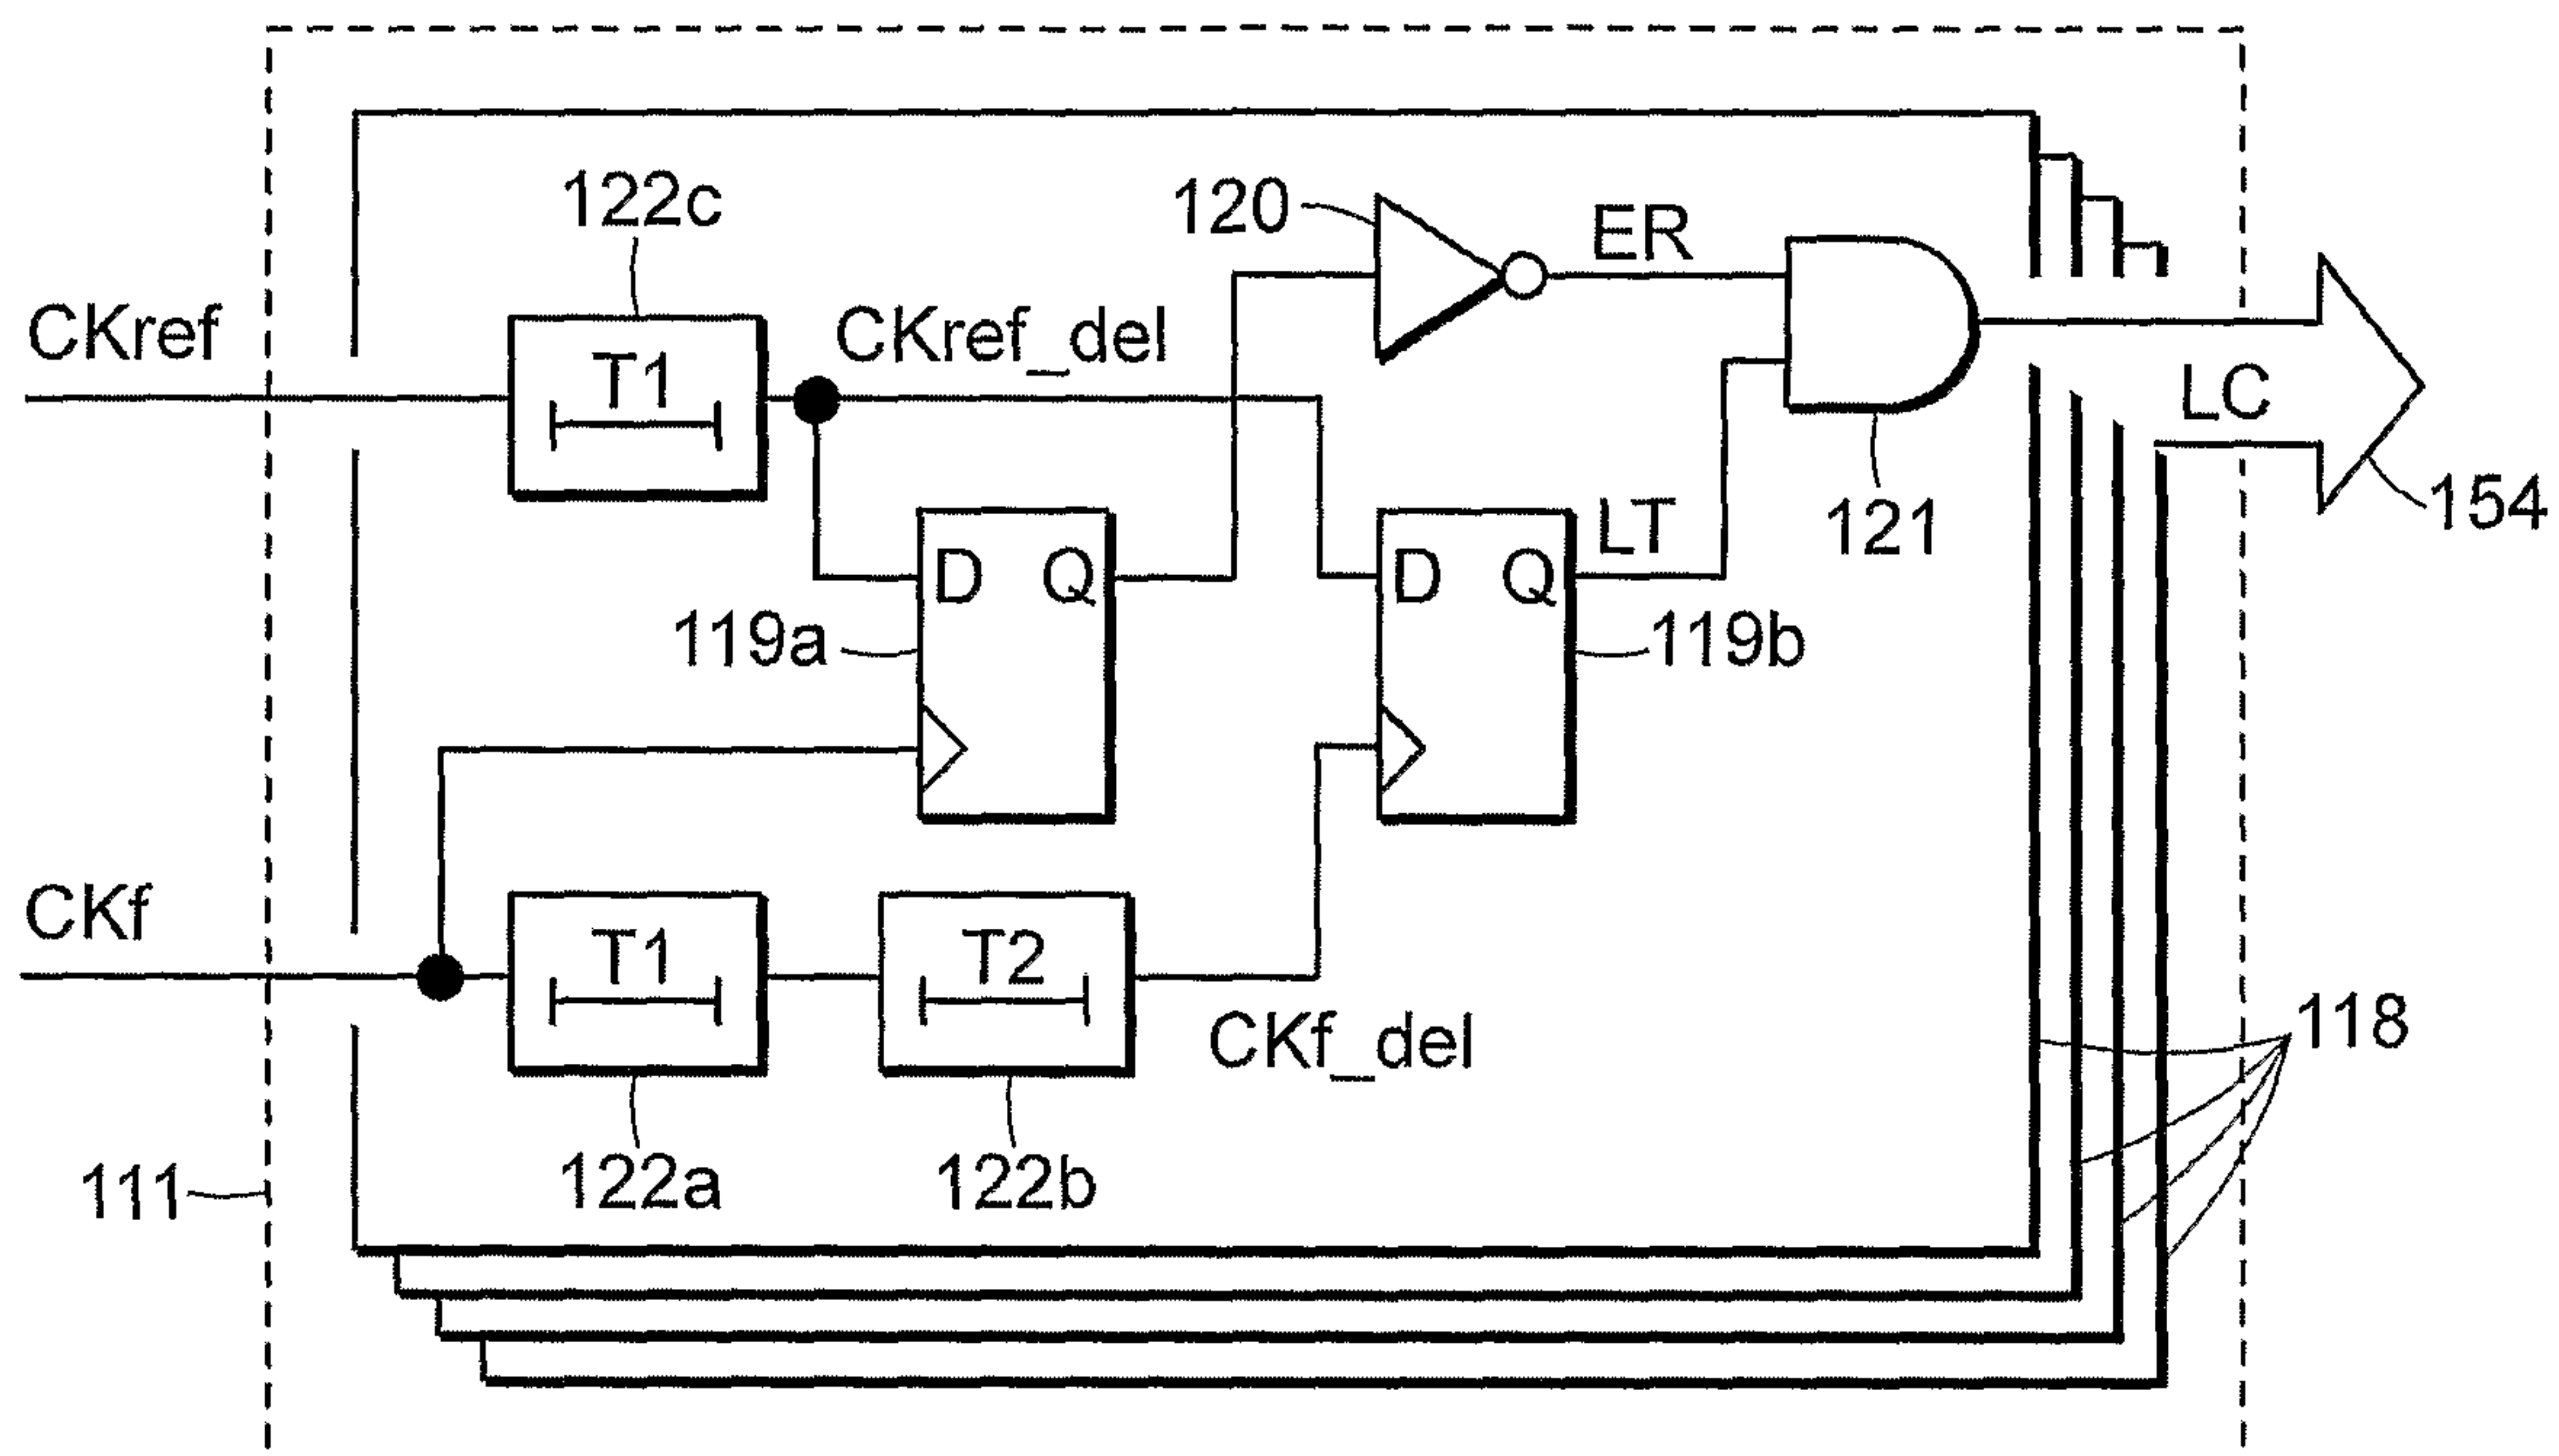 122c
120
ER
CKref
T1
CKref_del
LC
154
LT
121
D Q
D Q
119a
119b
CKf
T1
T2
CKf_del
118
111
122a
122b